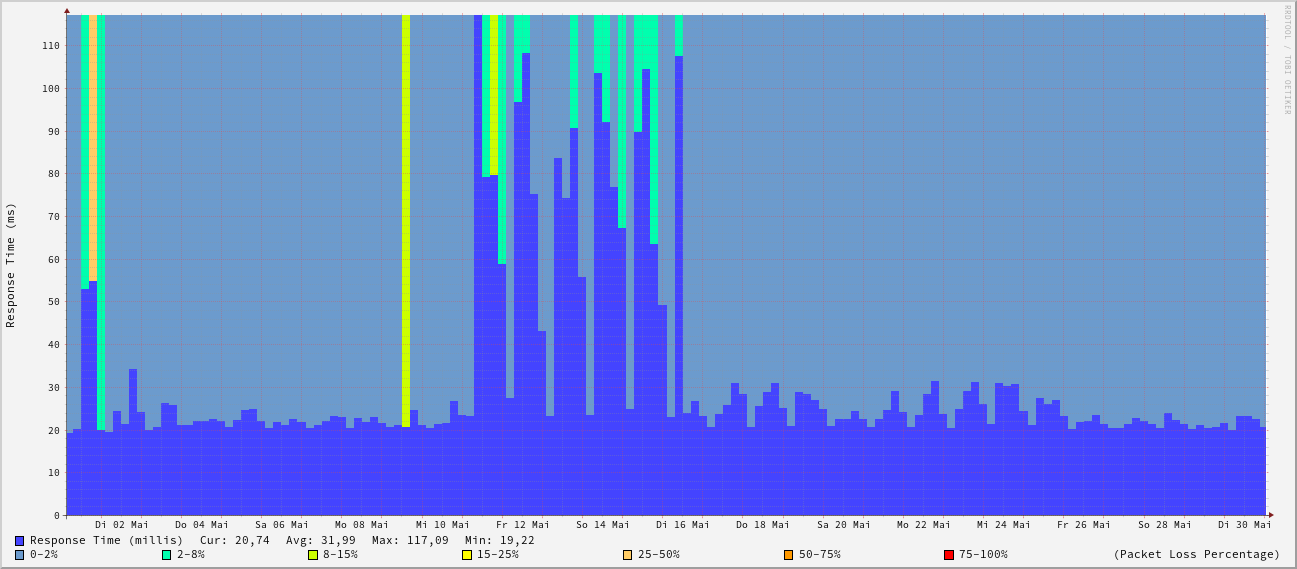 RRDTOOL / TOBI OETIKER
Response Time (ms)
110
100
90
80
70
60
50
40
30
20
10
0
Di 02 Mai Do 04 Mai Sa 06 Mai Mo 08 Mai Mi 10 Mai Fr 12 Mai So 14 Mai Di 16 Mai Do 18 Mai Sa 20 Mai Mo 22 Mai Mi 24 Mai Fr 26 Mai So 28 Mai Di 30 Mai
Response Time (millis) Cur: 20,74 Avg: 31,99 Max: 117,09 Min: 19,22
0-2% 2-8% 8-15% 15-25% 25-50% 50-75% 75-100% (Packet Loss Percentage)